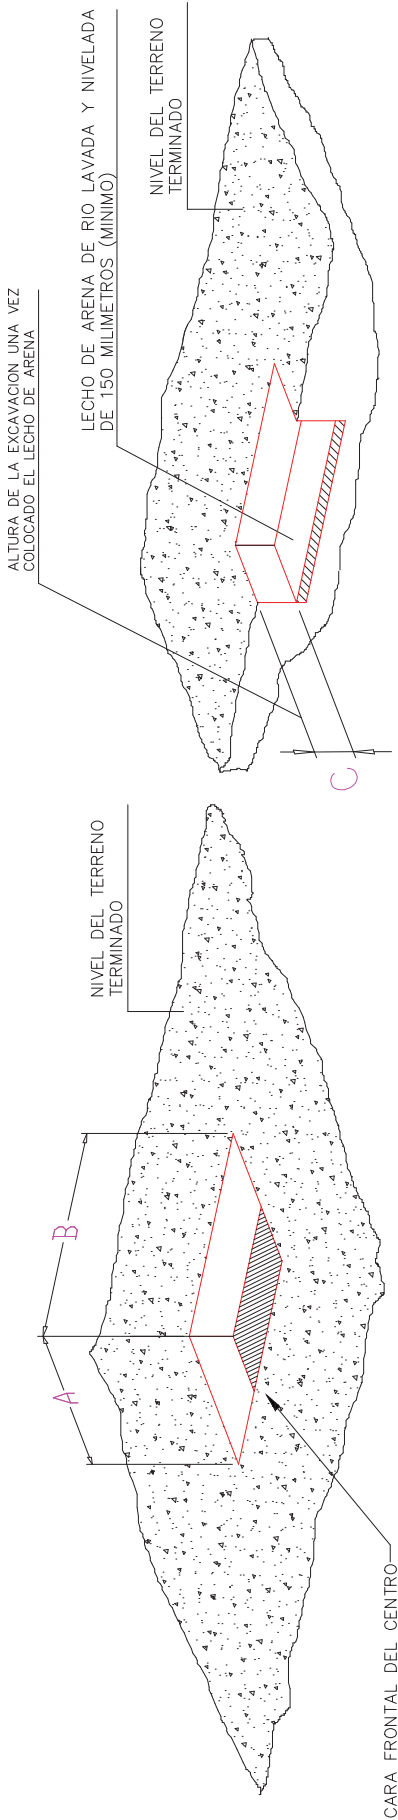 ALTURA DE LA EXCAVACION UNA VEZ
COLOCADO EL LECHO DE ARENA
LECHO DE ARENA DE RIO LAVADA Y NIVELADA
DE 150 MILIMETROS (MINIMO)
NIVEL DEL TERRENO
TERMINADO
C
NIVEL DEL TERRENO
TERMINADO
B
A
CARA FRONTAL DEL CENTRO